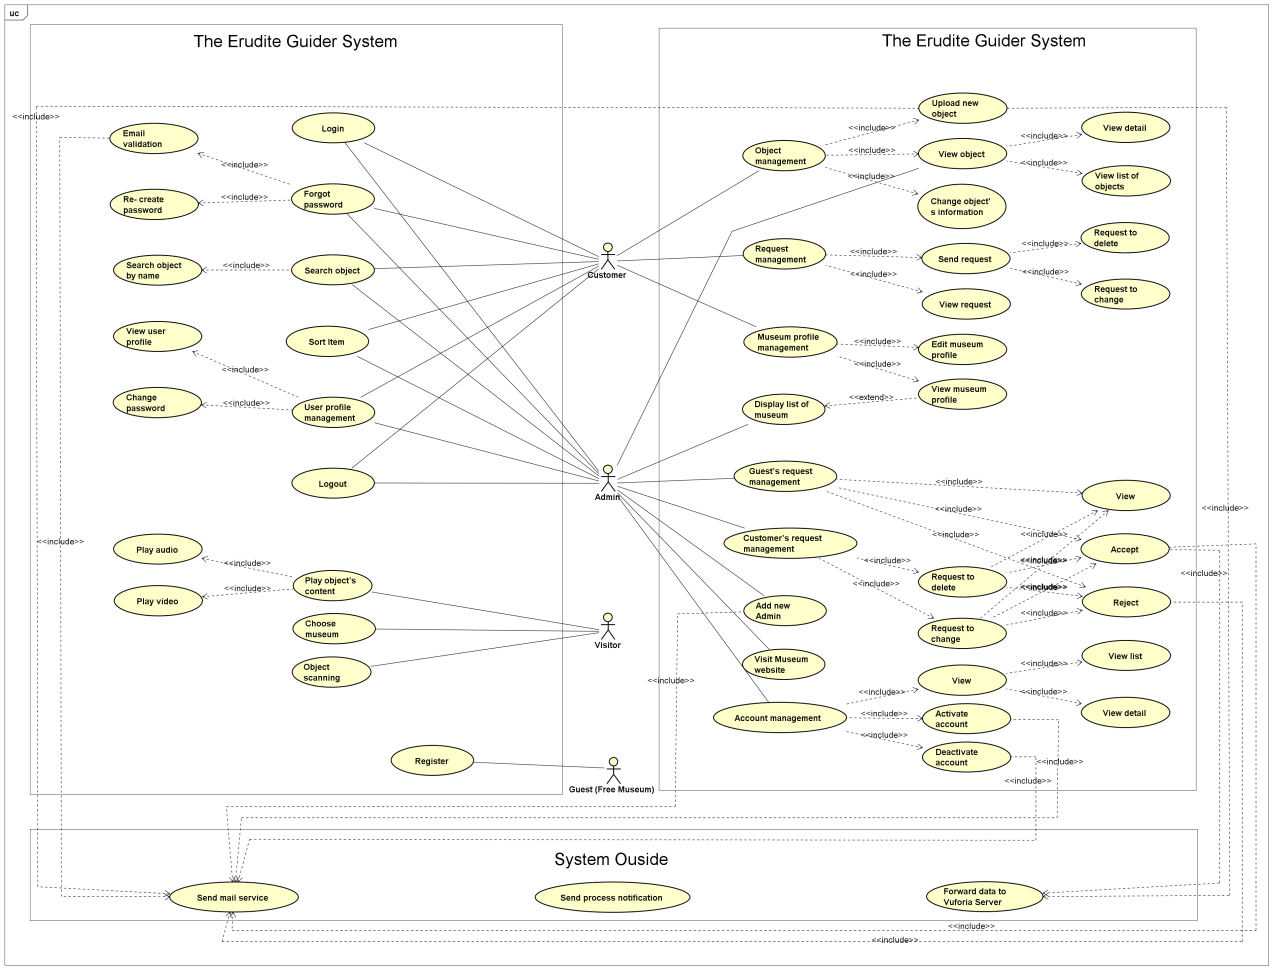 uc
The Erudite Guider System
<<include>>
Email
validation
Login
<<include>>
Re- create
password
<<include>>
Forgot
password
Search object
by name
<<include>>
Search object
View user
profile
Sort Item
<<include>>
Change
password
<<include>>
User profile
management
Logout
<<include>>
Play audio
<<include>>
Play object's
content
Play video
<<include>>
Choose
museum
Object
scanning
Register
Customer
Admin
Visitor
Guest (Free Museum)
The Erudite Guider System
Upload new
object
<<include>>
Object
management
<<include>>
View object
<<include>>
View detail
<<include>>
View list of
objects
<<include>>
Change object'
s information
Request
management
<<include>>
Send request
<<include>>
Request to
delete
<<include>>
View request
<<include>>
Request to
change
Museum profile
management
<<include>>
Edit museum
profile
<<include>>
View museum
profile
Display list of
museum
<<extend>>
Guest's request
management
<<include>>
View
<<include>>
<<include>>
Customer's request
management
<<include>>
Accept
<<include>>
<<include>>
<<include>>
Request to
delete
<<include>>
<<include>>
<<include>>
Reject
<<include>>
Request to
change
<<include>>
Add new
Admin
Visit Museum
website
<<include>>
View list
<<include>>
View
<<include>>
<<include>>
View detail
Account management
<<include>>
Activate
account
<<include>>
Deactivate
account
<<include>>
<<include>>
System Ouside
Send mail service
Send process notification
Forward data to
Vuforia Server
<<include>>
<<include>>